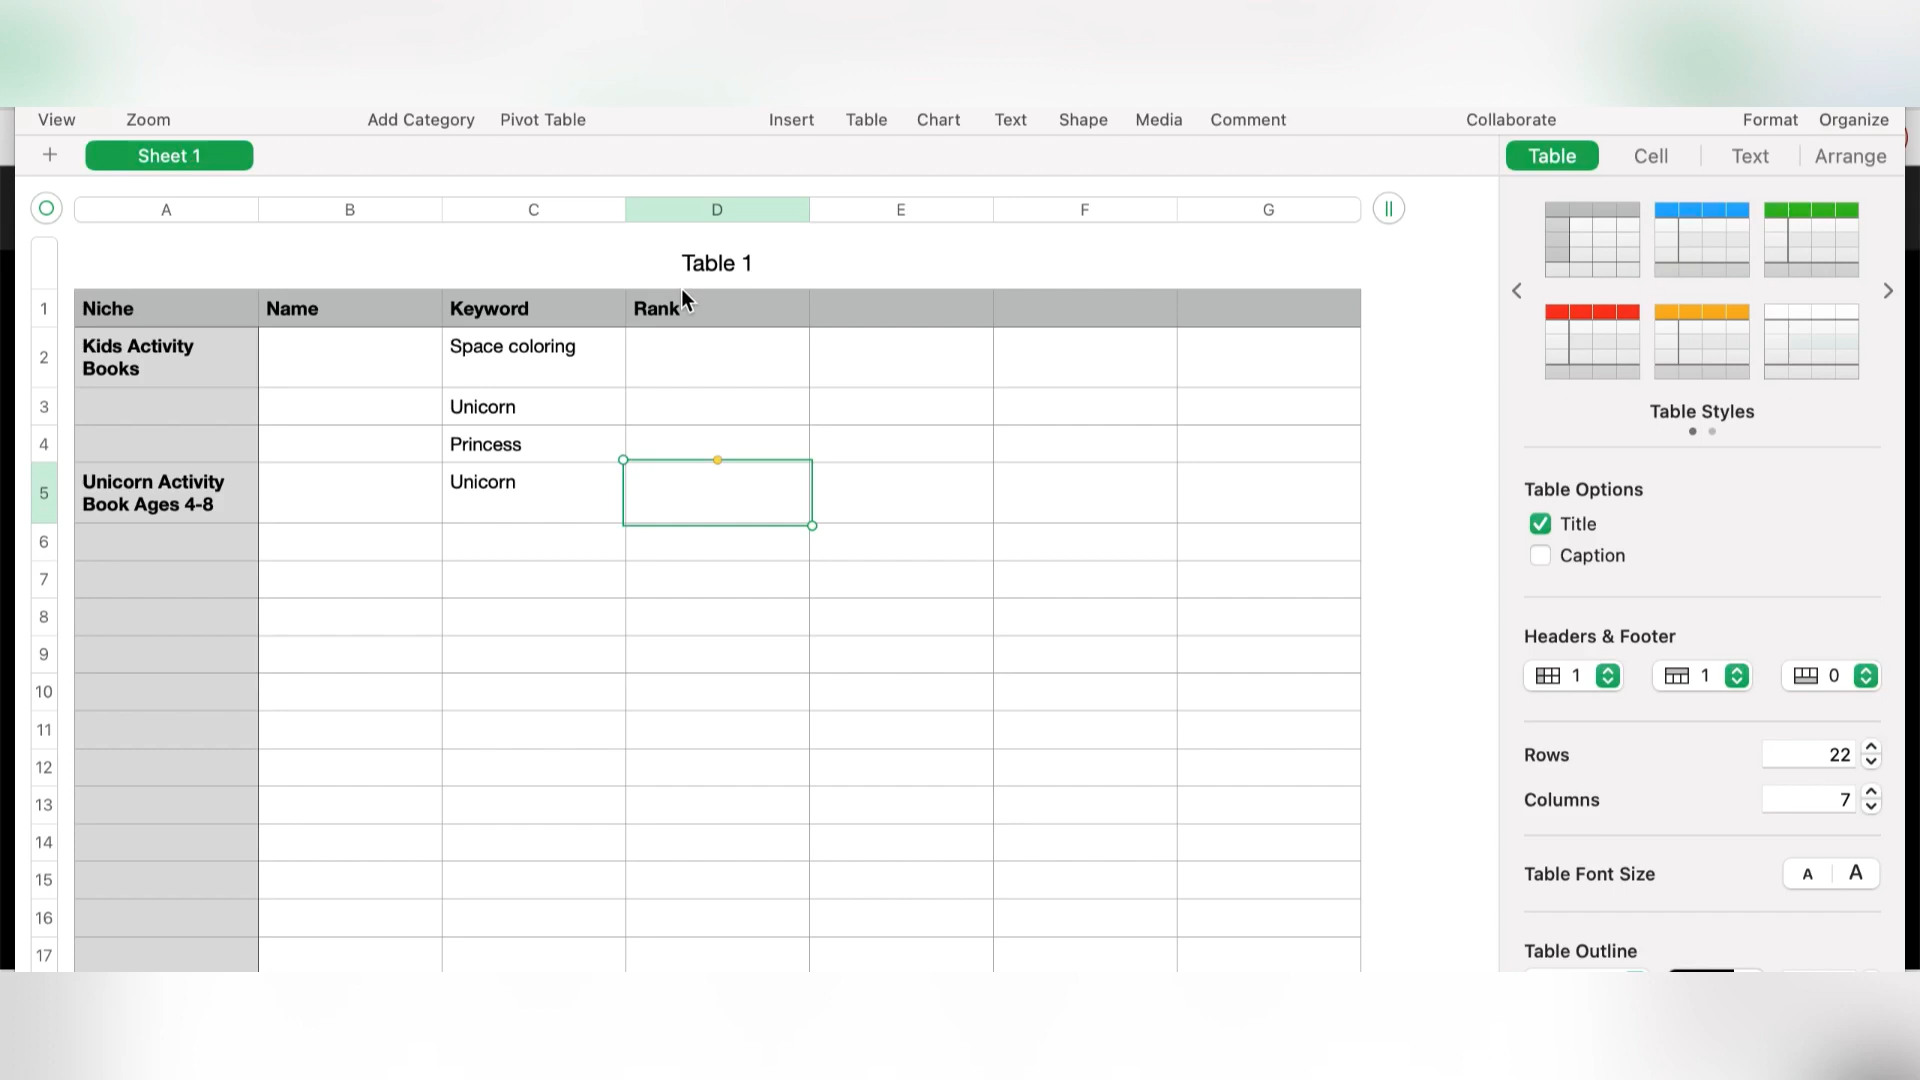 View Zoom Add Category Pivot Table Insert Table Chart Text Shape Media Comment Collaborate Format Organize
+ Sheet 1 Table Cell Text Arrange
A B C D E F G
Table 1
1 Niche Name Keyword Rank
2 Kids Activity Space coloring
Books
3 Unicorn
4 Princess
5 Unicorn Activity Unicorn
Book Ages 4-8
6
7
8
9
10
11
12
13
14
15
16
17
Table Styles
Table Options
Title
Caption
Headers & Footer
1 1 0
Rows 22
Columns 7
Table Font Size A A
Table Outline